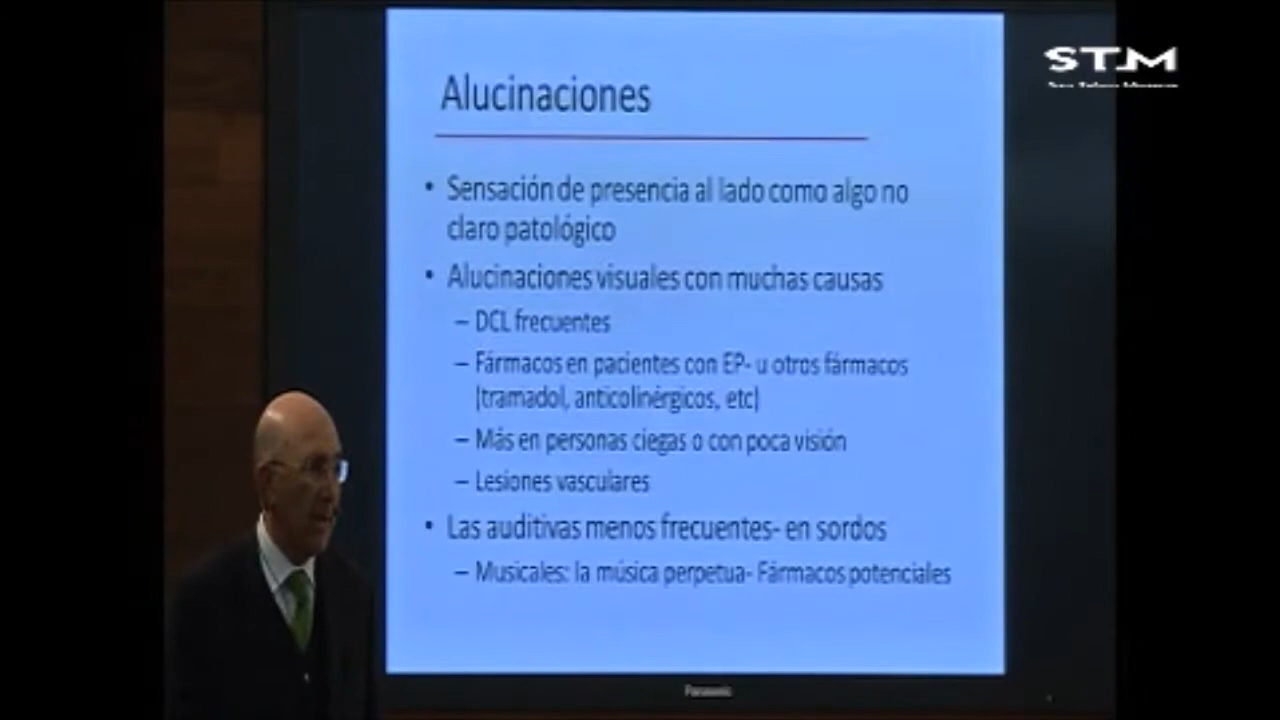 STM
Alucinaciones
• Sensación de presencia al lado como algo no
claro patológico
• Alucinaciones visuales con muchas causas
– DCL frecuentes
– Fármacos en pacientes con EP- u otros fármacos
(tramadol, anticolinérgicos, etc)
– Más en personas ciegas o con poca visión
– Lesiones vasculares
• Las auditivas menos frecuentes- en sordos
– Musicales: la música perpetua- Fármacos potenciales
Panasonic